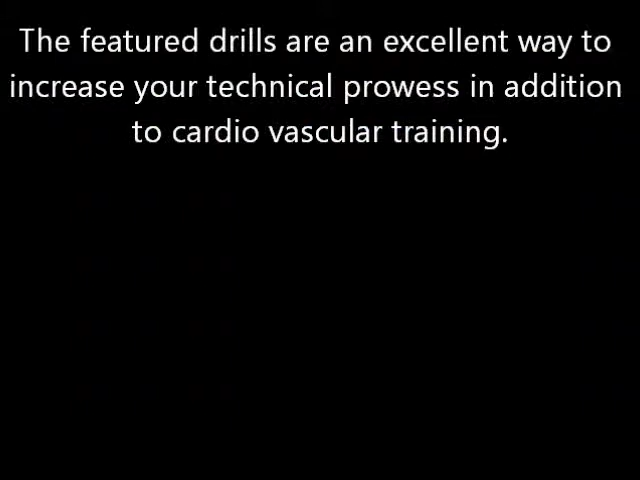 The featured drills are an excellent way to
increase your technical prowess in addition
to cardio vascular training.